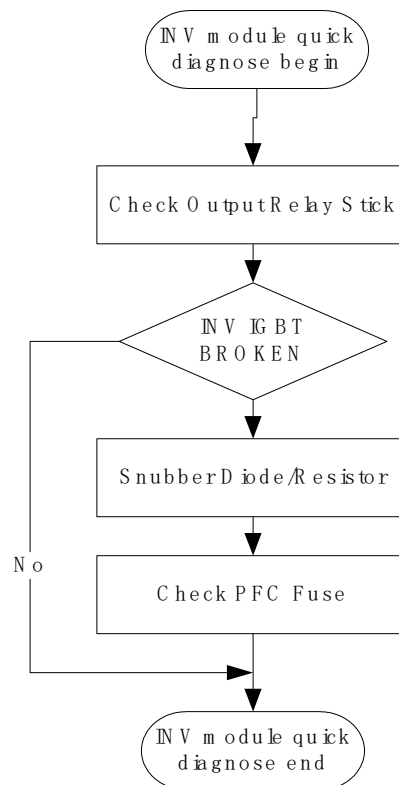 INV module quick
diagnose begin
Check Output Relay Stick
INV IGBT
BROKEN
Snubber Diode/Resistor
No
Check PFC Fuse
INV module quick
diagnose end